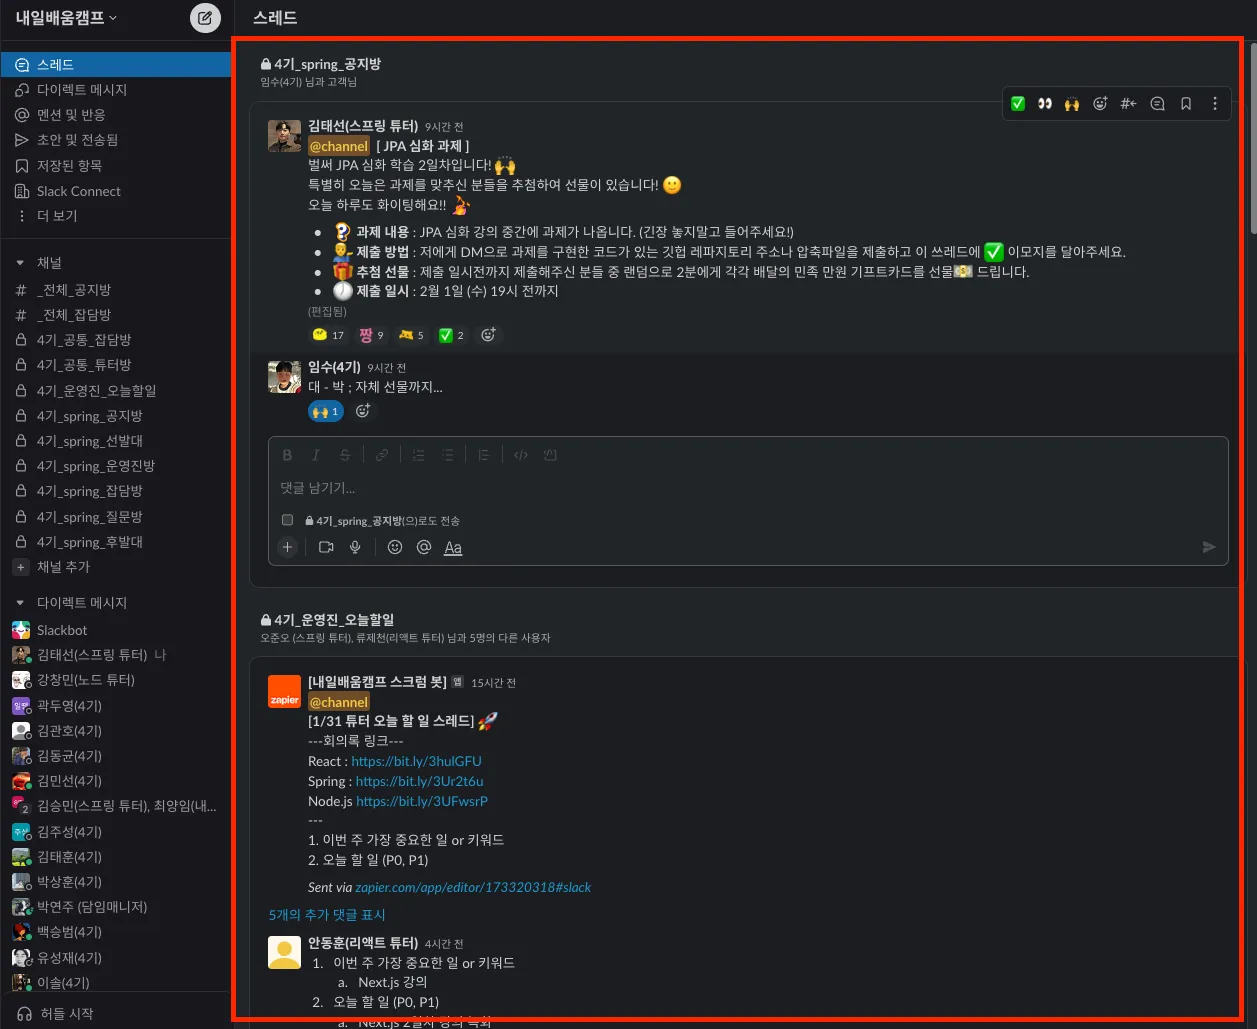 내일배움캠프
스레드
다이렉트 메시지
멘션 및 반응
초안 및 전송됨
저장된 항목
Slack Connect
더 보기
채널
# _전체_공지방
# _전체_잡담방
4기_공통_잡담방
4기_공통_튜터방
4기_운영진_오늘할일
4기_spring_공지방
4기_spring_선발대
4기_spring_운영진방
4기_spring_잡담방
4기_spring_질문방
4기_spring_후발대
+ 채널 추가
다이렉트 메시지
Slackbot
김태선(스프링 튜터) 나
강창민(노드 튜터)
곽두영(4기)
김관호(4기)
김동균(4기)
김민선(4기)
2 김승민(스프링 튜터), 최양임(내...
김주성(4기)
김태훈(4기)
박상훈(4기)
박연주 (담임매니저)
백승범(4기)
유성재(4기)
이솔(4기)
허들 시작
스레드
4기_spring_공지방
임수(4기) 님과 고객님
김태선(스프링 튜터) 9시간 전
@channel [ JPA 심화 과제 ]
벌써 JPA 심화 학습 2일차입니다! 🙌
특별히 오늘은 과제를 맞추신 분들을 추첨하여 선물이 있습니다! 🙂
오늘 하루도 화이팅해요!!
• 과제 내용 : JPA 심화 강의 중간에 과제가 나옵니다. (긴장 놓지말고 들어주세요!)
• 제출 방법 : 저에게 DM으로 과제를 구현한 코드가 있는 깃헙 레파지토리 주소나 압축파일을 제출하고 이 쓰레드에 ✅ 이모지를 달아주세요.
• 🎁 추첨 선물 : 제출 일시전까지 제출해주신 분들 중 랜덤으로 2분에게 각각 배달의 민족 만원 기프트카드를 선물💵 드립니다.
• 제출 일시 : 2월 1일 (수) 19시 전까지
(편집됨)
17 짱 9 5 ✅ 2
임수(4기) 9시간 전
대 - 박 ; 자체 선물까지...
🙌 1
B I S
댓글 남기기...
4기_spring_공지방(으)로도 전송
+ @ Aa
4기_운영진_오늘할일
오준오 (스프링 튜터), 류제천(리액트 튜터) 님과 5명의 다른 사용자
zapier
[내일배움캠프 스크럼 봇] 앱 15시간 전
@channel
[1/31 튜터 오늘 할 일 스레드] 🚀
---회의록 링크---
React : https://bit.ly/3hulGFU
Spring : https://bit.ly/3Ur2t6u
Node.js https://bit.ly/3UFwsrP
---
1. 이번 주 가장 중요한 일 or 키워드
2. 오늘 할 일 (P0, P1)
Sent via zapier.com/app/editor/173320318#slack
5개의 추가 댓글 표시
안동훈(리액트 튜터) 4시간 전
1. 이번 주 가장 중요한 일 or 키워드
a. Next.js 강의
2. 오늘 할 일 (P0, P1)
a. Next.js 2일차 강의 녹화